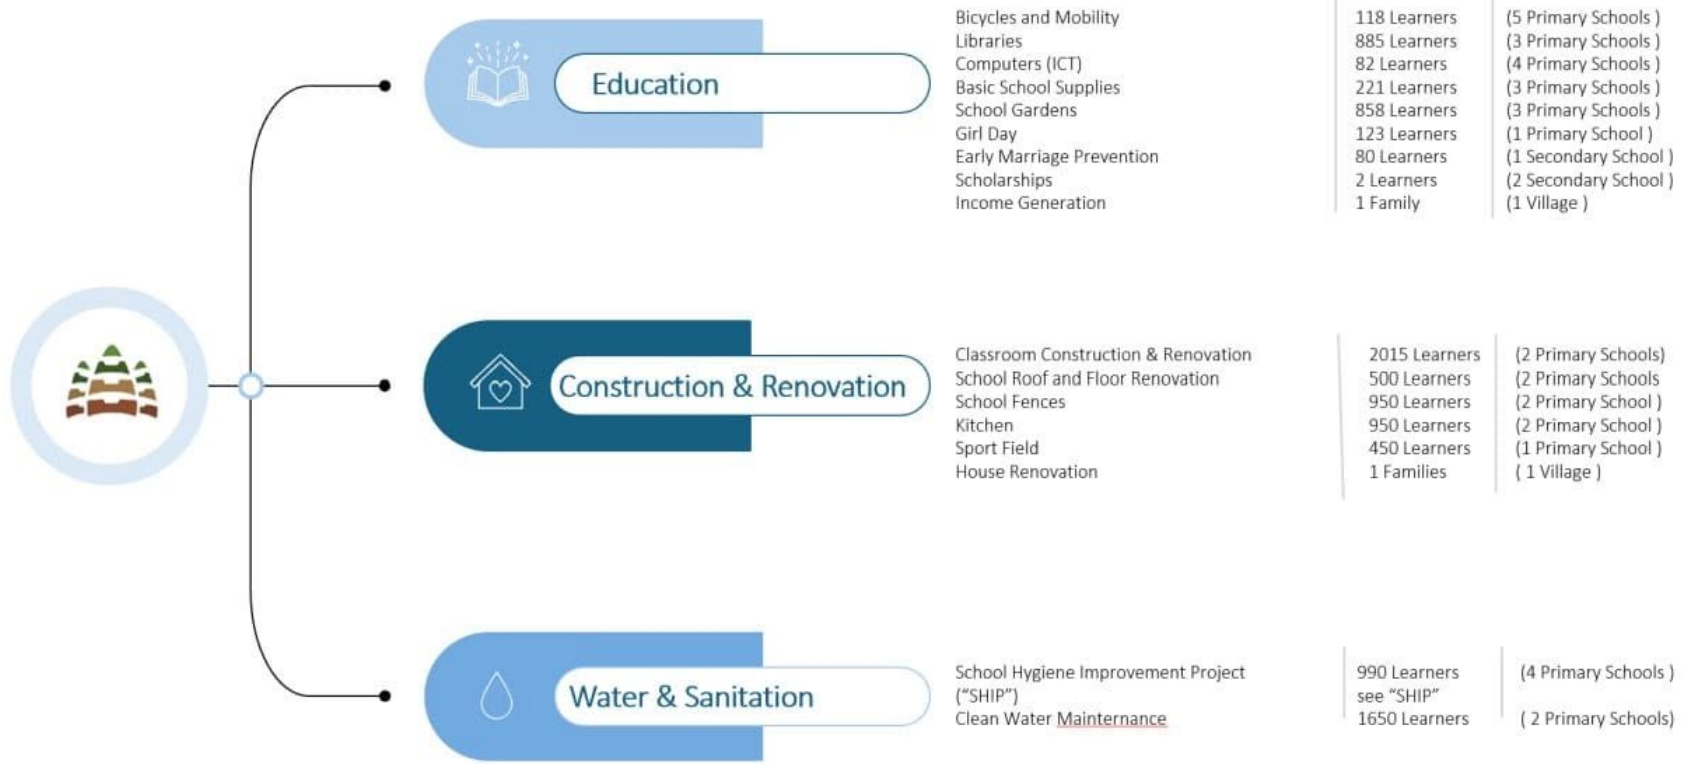 Education
Bicycles and Mobility 118 Learners (5 Primary Schools )
Libraries 885 Learners (3 Primary Schools )
Computers (ICT) 82 Learners (4 Primary Schools )
Basic School Supplies 221 Learners (3 Primary Schools )
School Gardens 858 Learners (3 Primary Schools )
Girl Day 123 Learners (1 Primary School )
Early Marriage Prevention 80 Learners (1 Secondary School )
Scholarships 2 Learners (2 Secondary School )
Income Generation 1 Family (1 Village )
Construction & Renovation
Classroom Construction & Renovation 2015 Learners (2 Primary Schools)
School Roof and Floor Renovation 500 Learners (2 Primary Schools
School Fences 950 Learners (2 Primary School )
Kitchen 950 Learners (2 Primary School )
Sport Field 450 Learners (1 Primary School )
House Renovation 1 Families ( 1 Village )
Water & Sanitation
School Hygiene Improvement Project 990 Learners (4 Primary Schools )
(“SHIP”) see “SHIP”
Clean Water Mainternance 1650 Learners ( 2 Primary Schools)